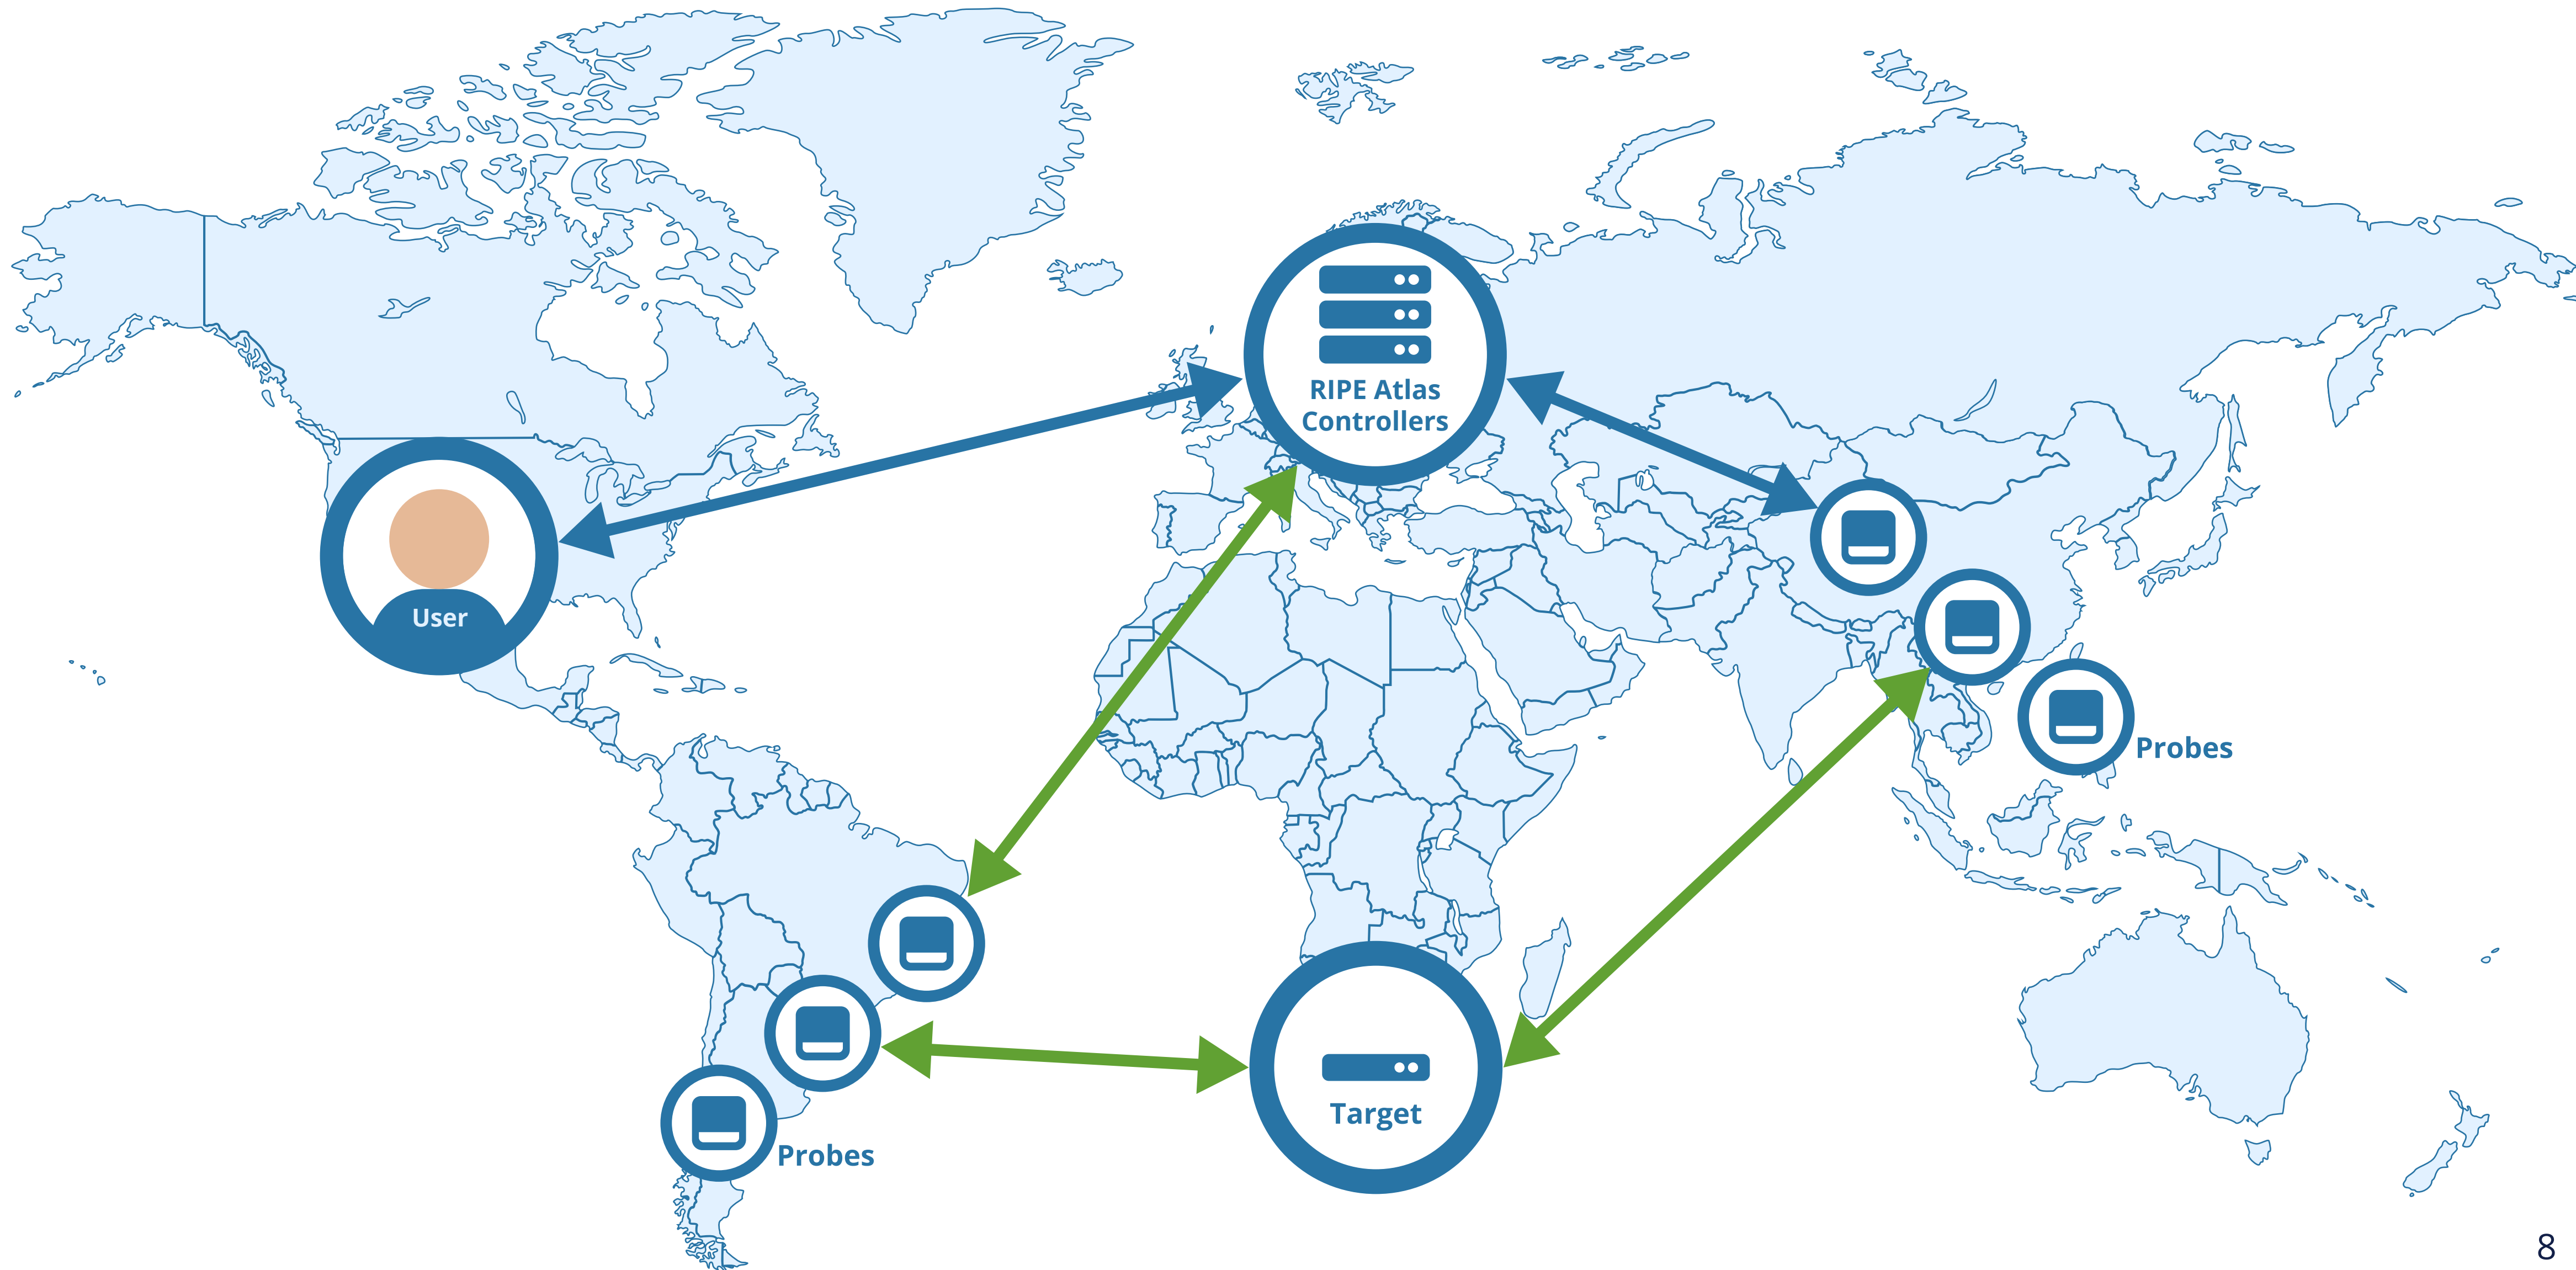 RIPE Atlas
Controllers
User
Probes
Target
Probes
8